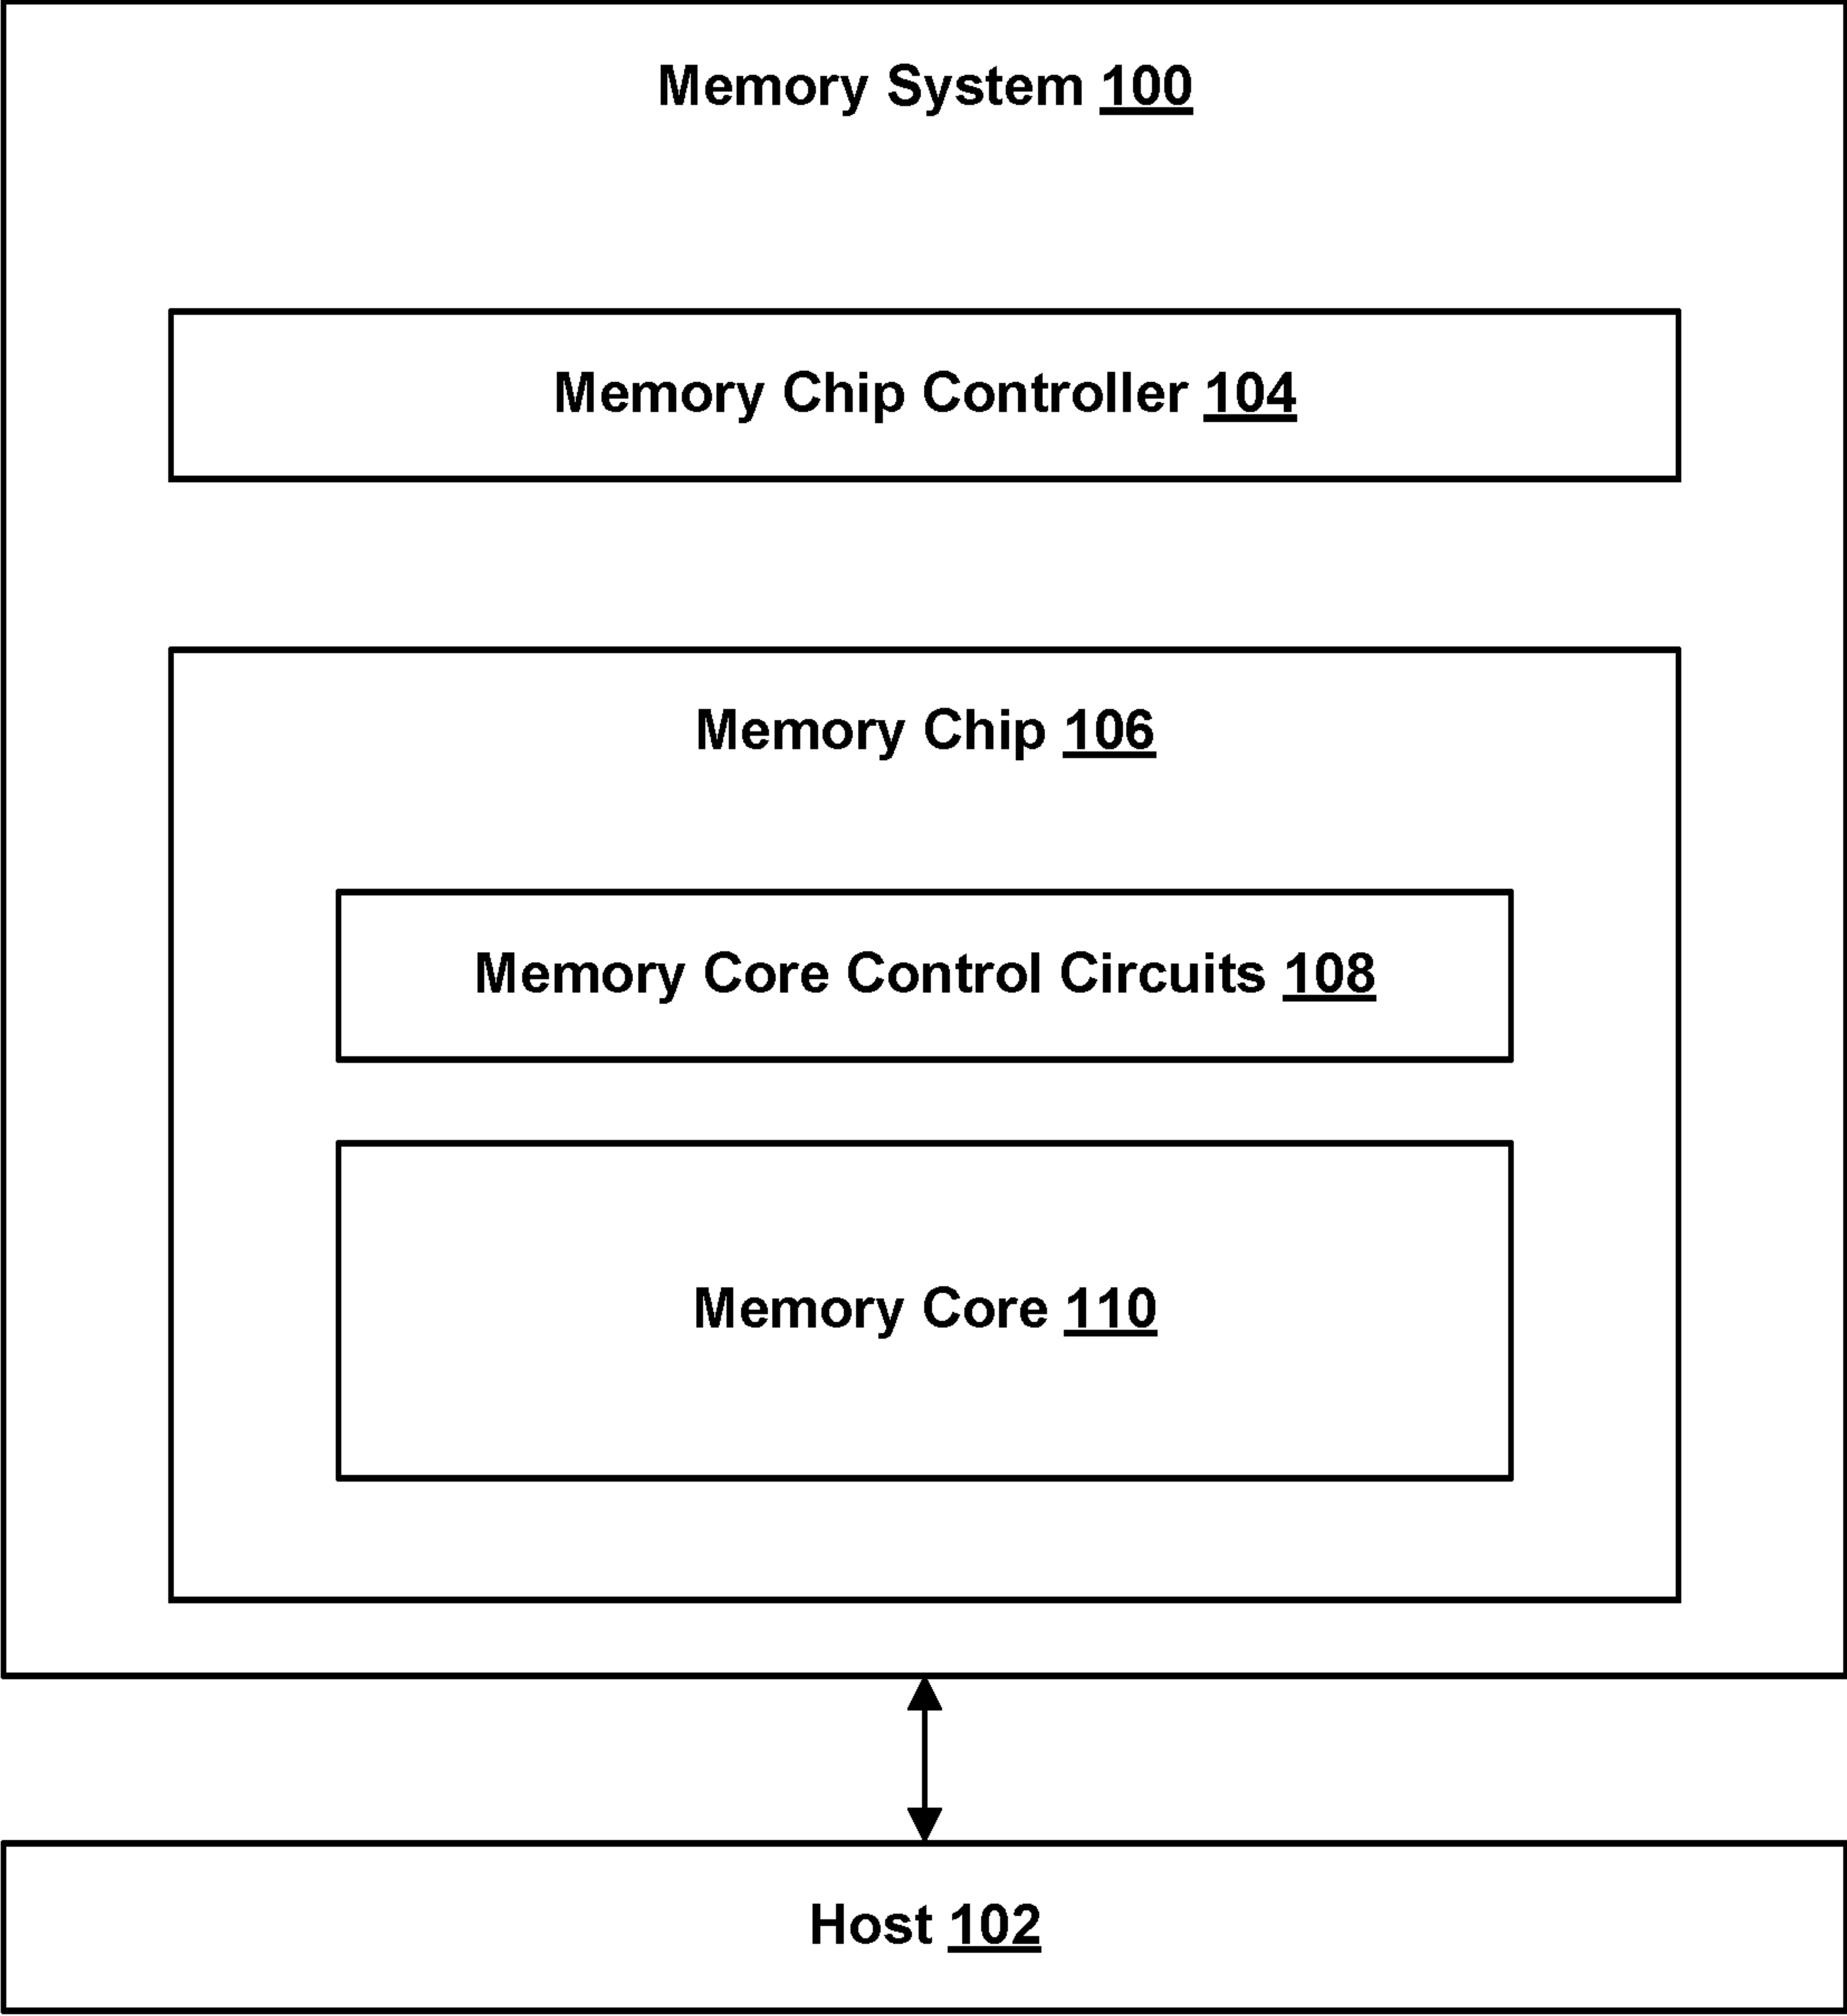 Memory System 100
Memory Chip Controller 104
Memory Chip 106
Memory Core Control Circuits 108
Memory Core 110
Host 102